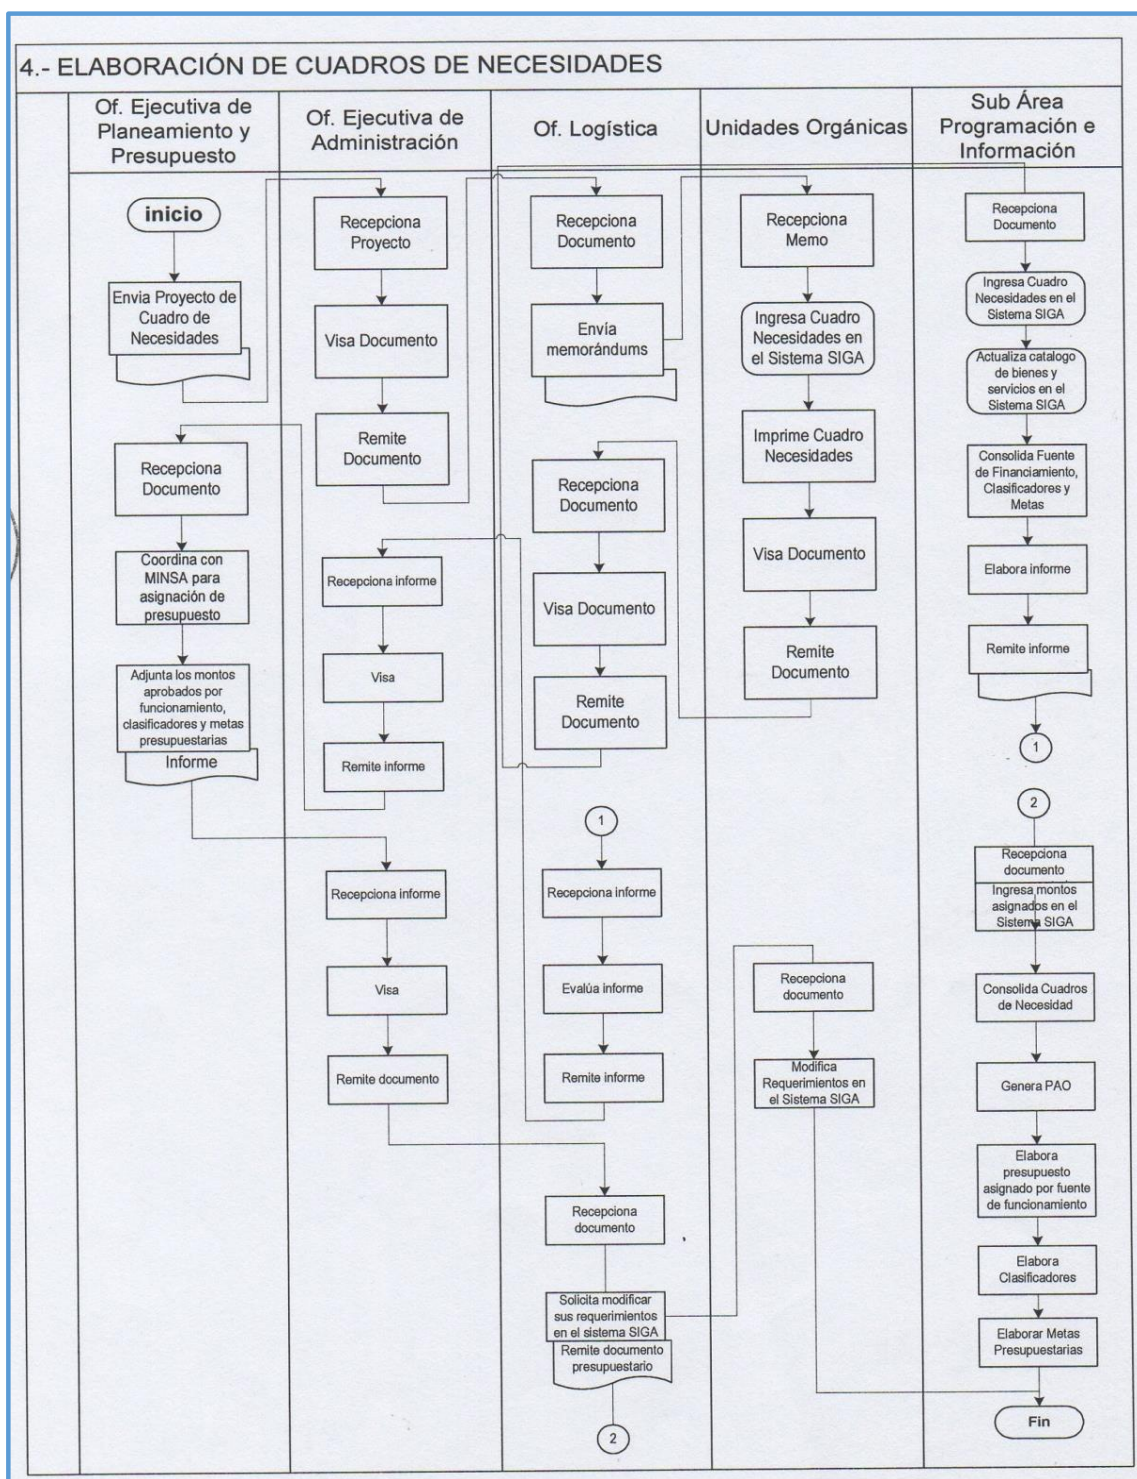 4.- ELABORACIÓN DE CUADROS DE NECESIDADES
Of. Ejecutiva de
Planeamiento y
Presupuesto
inicio
Envia Proyecto de
Cuadro de
Necesidades
Recepciona
Documento
Coordina con
MINSA para
asignación de
presupuesto
Adjunta los montos
aprobados por
funcionamiento,
clasificadores y metas
presupuestarias
Informe
Of. Ejecutiva de
Administración
Recepciona
Proyecto
Visa Documento
Remite
Documento
Recepciona informe
Visa
Remite informe
Recepciona informe
Visa
Remite documento
Of. Logística
Recepciona
Documento
Envía
memorándums
Recepciona
Documento
Visa Documento
Remite
Documento
1
Recepciona informe
Evalúa informe
Remite informe
Recepciona
documento
Solicita modificar
sus requerimientos
en el sistema SIGA
Remite documento
presupuestario
2
Unidades Orgánicas
Recepciona
Memo
Ingresa Cuadro
Necesidades en
el Sistema SIGA
Imprime Cuadro
Necesidades
Visa Documento
Remite
Documento
Recepciona
documento
Modifica
Requerimientos en
el Sistema SIGA
Sub Área
Programación e
Información
Recepciona
Documento
Ingresa Cuadro
Necesidades en el
Sistema SIGA
Actualiza catalogo
de bienes y
servicios en el
Sistema SIGA
Consolida Fuente
de Financiamiento,
Clasificadores y
Metas
Elabora informe
Remite informe
1
2
Recepciona
documento
Ingresa montos
asignados en el
Sistema SIGA
Consolida Cuadros
de Necesidad
Genera PAO
Elabora
presupuesto
asignado por fuente
de funcionamiento
Elabora
Clasificadores
Elaborar Metas
Presupuestarias
Fin